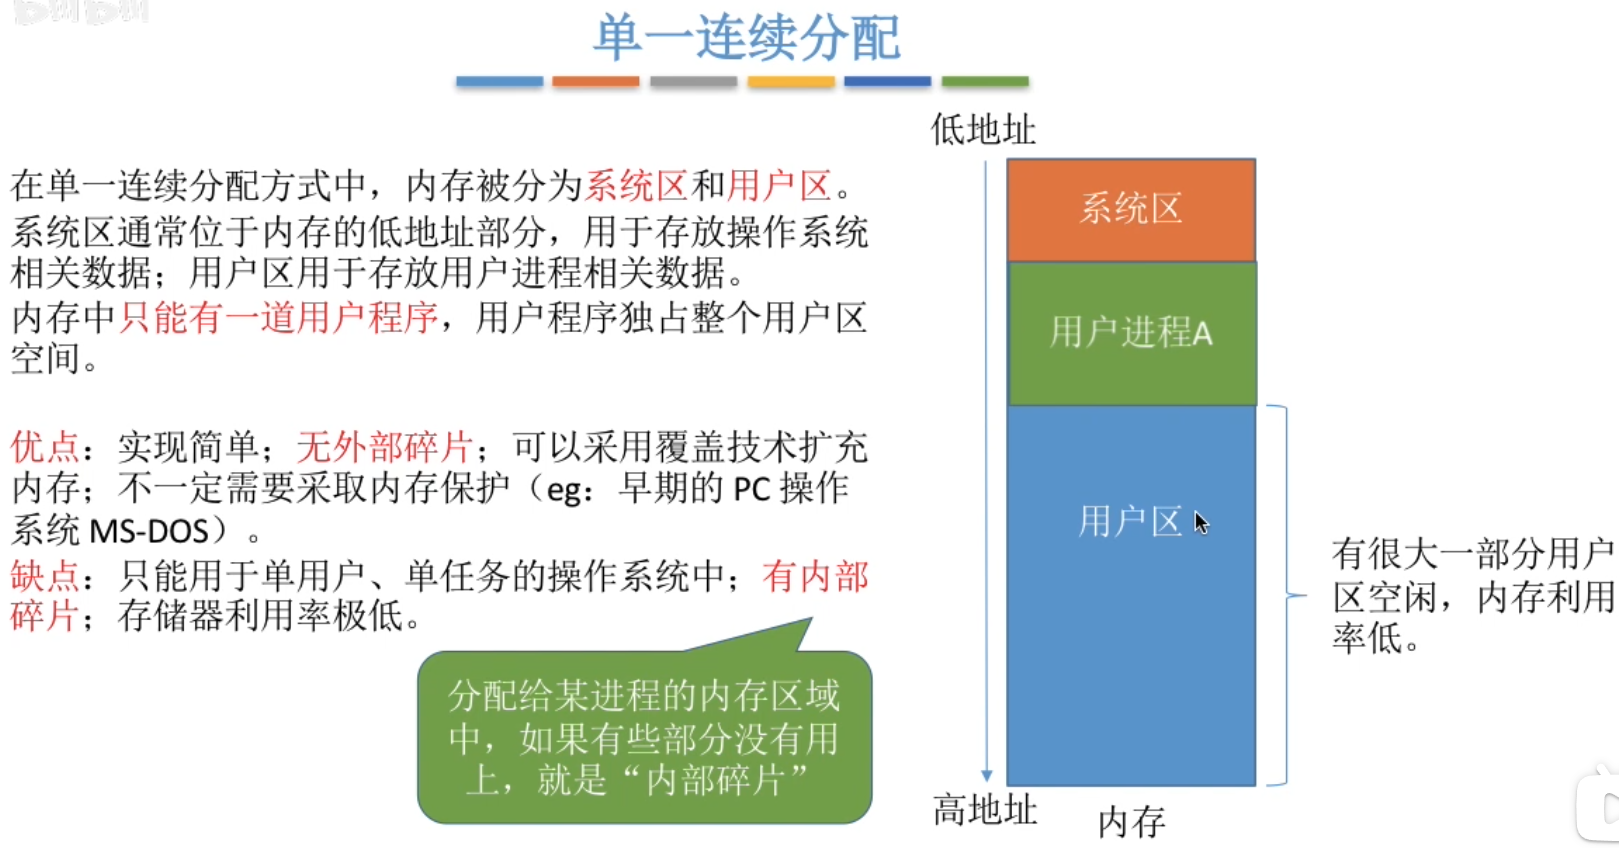 单一连续分配
低地址
在单一连续分配方式中，内存被分为系统区和用户区。
系统区通常位于内存的低地址部分，用于存放操作系统
相关数据；用户区用于存放用户进程相关数据。
内存中只能有一道用户程序，用户程序独占整个用户区
空间。
优点：实现简单；无外部碎片；可以采用覆盖技术扩充
内存；不一定需要采取内存保护（eg：早期的 PC 操作
系统 MS-DOS）。
缺点：只能用于单用户、单任务的操作系统中；有内部
碎片；存储器利用率极低。
分配给某进程的内存区域
中，如果有些部分没有用
上，就是“内部碎片”
系统区
用户进程A
用户区
有很大一部分用户
区空闲，内存利用
率低。
高地址
内存